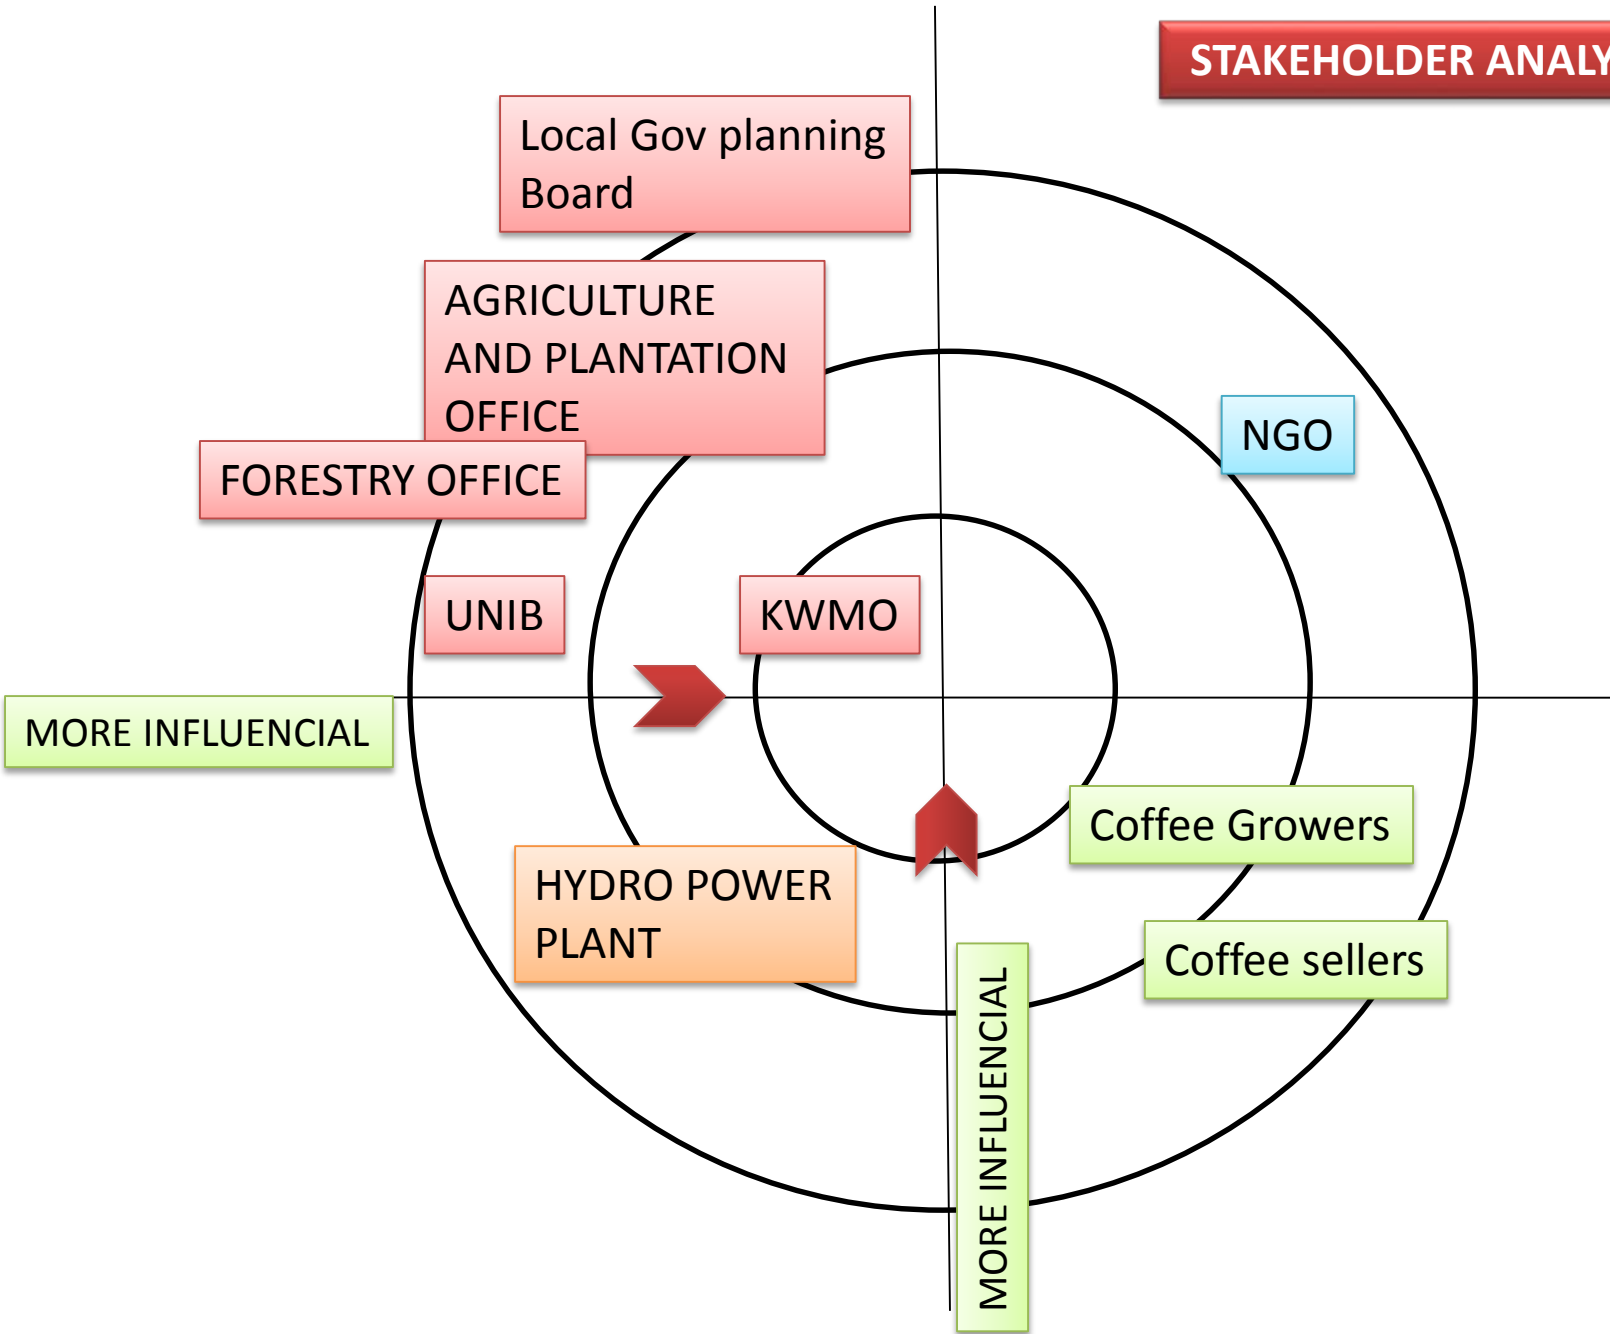 STAKEHOLDER ANALY
Local Gov planning
Board
AGRICULTURE
AND PLANTATION
OFFICE
NGO
FORESTRY OFFICE
UNIB
KWMO
MORE INFLUENCIAL
Coffee Growers
HYDRO POWER
PLANT
Coffee sellers
MORE INFLUENCIAL